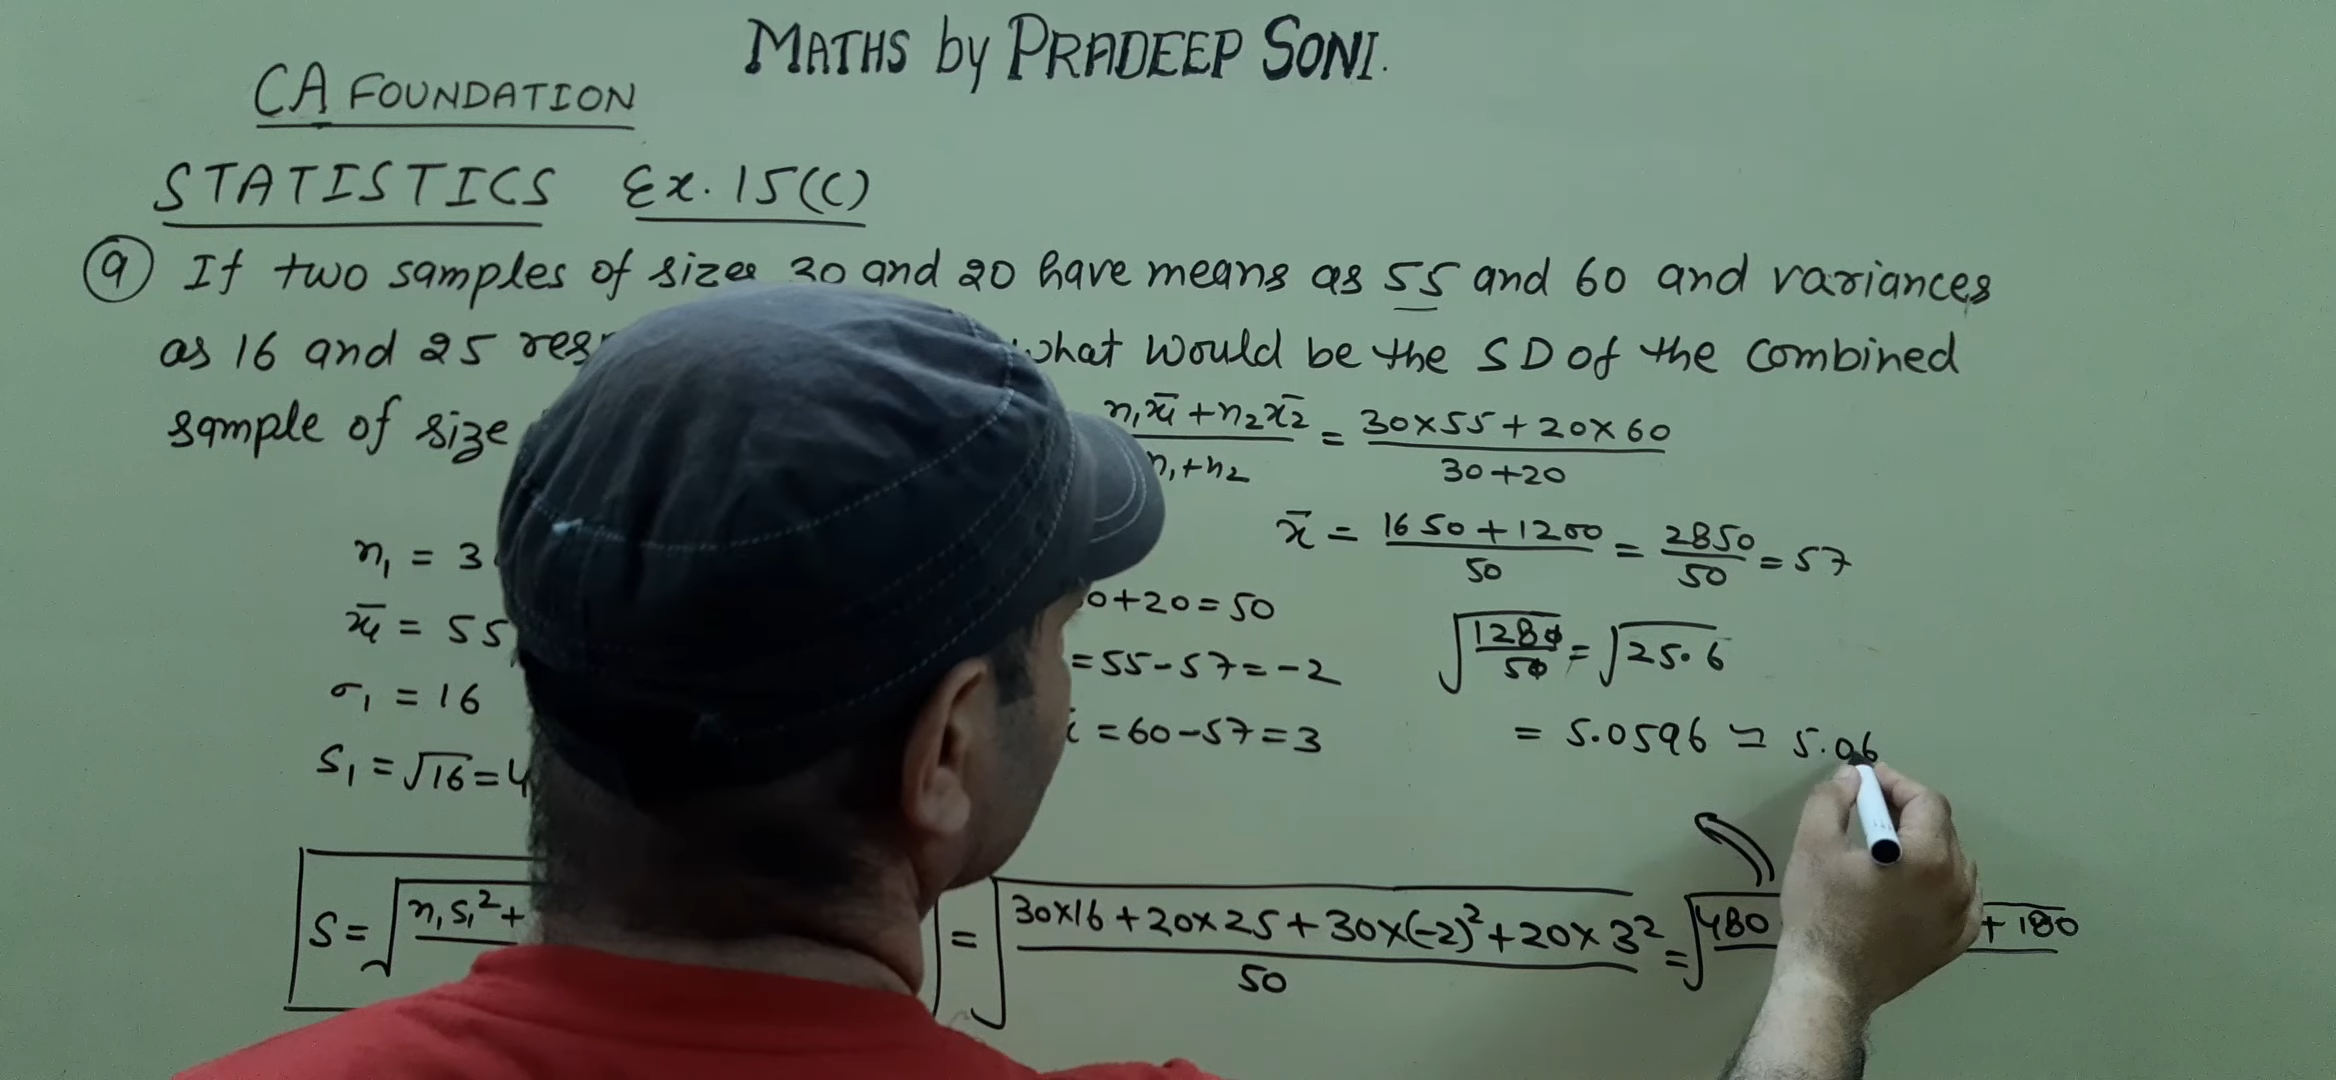 MATHS by PRADEEP SONI.
CA FOUNDATION
STATISTICS Ex. 15(C)
9 If two samples of sizes 30 and 20 have means as 55 and 60 and variances
as 16 and 25 what would be the SD of the combined
sample of size
n₁x̄₁ + n₂x̄₂ / n₁+n₂ = 30×55 + 20×60 / 30+20
x̄ = 1650 + 1200 / 50 = 2850 / 50 = 57
n₁ = 3
0+20=50
x̄₁ = 55
=55-57=-2
√1280/50 = √25.6
σ₁ = 16
=60-57=3
= 5.0596 ≃ 5.06
S₁ = √16 = 4
S = √n₁S₁² + = √30×16 + 20×25 + 30×(-2)² + 20×3² / 50 = √480 + 180